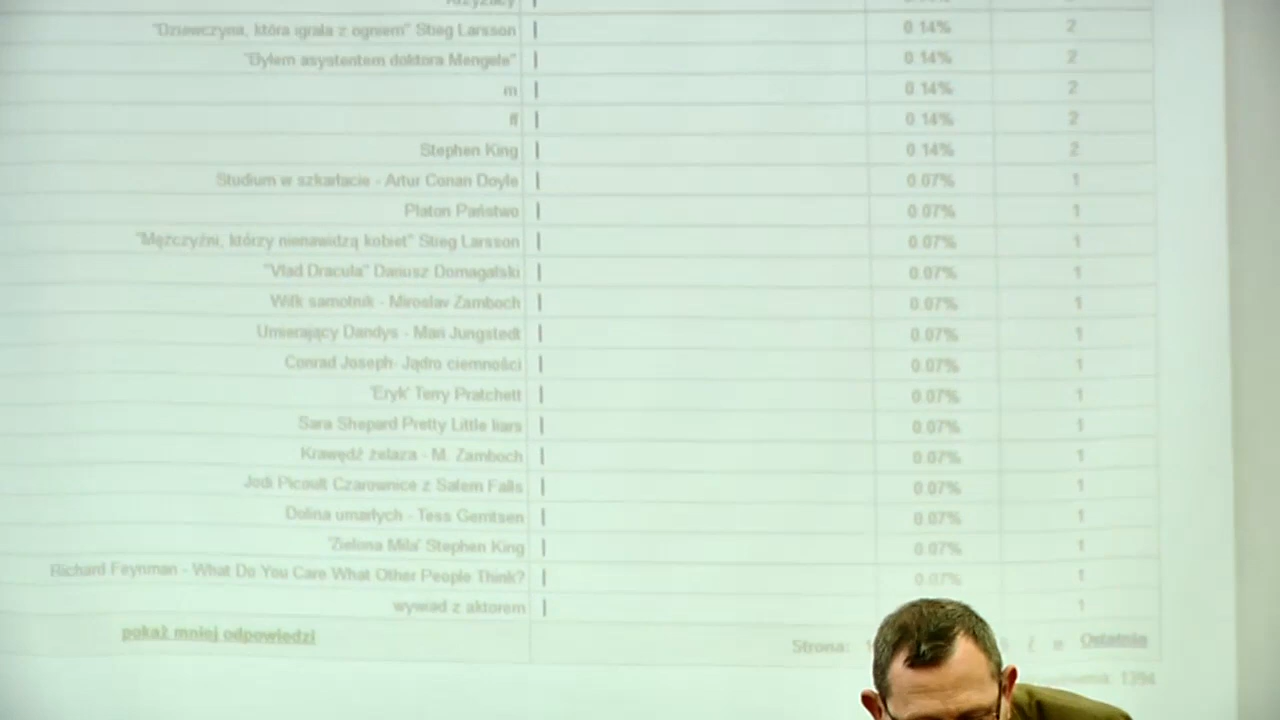 Krzyżacy
"Dziewczyna, która igrała z ogniem" Stieg Larsson 0.14% 2
"Byłem asystentem doktora Mengele" 0.14% 2
m 0.14% 2
ff 0.14% 2
Stephen King 0.14% 2
Studium w szkarłacie - Artur Conan Doyle 0.07% 1
Platon Państwo 0.07% 1
"Mężczyźni, którzy nienawidzą kobiet" Stieg Larsson 0.07% 1
"Vlad Dracula" Dariusz Domagalski 0.07% 1
Wilk samotnik - Miroslav Zamboch 0.07% 1
Umierający Dandys - Mari Jungstedt 0.07% 1
Conrad Joseph- Jądro ciemności 0.07% 1
'Eryk' Terry Pratchett 0.07% 1
Sara Shepard Pretty Little liars 0.07% 1
Krawędź żelaza - M. Zamboch 0.07% 1
Jodi Picoult Czarownice z Salem Falls 0.07% 1
Dolina umarłych - Tess Gerritsen 0.07% 1
'Zielona Mila' Stephen King 0.07% 1
Richard Feynman - What Do You Care What Other People Think? 0.07% 1
wywiad z aktorem 1
pokaż mniej odpowiedzi
Strona: Ostatnia
1394